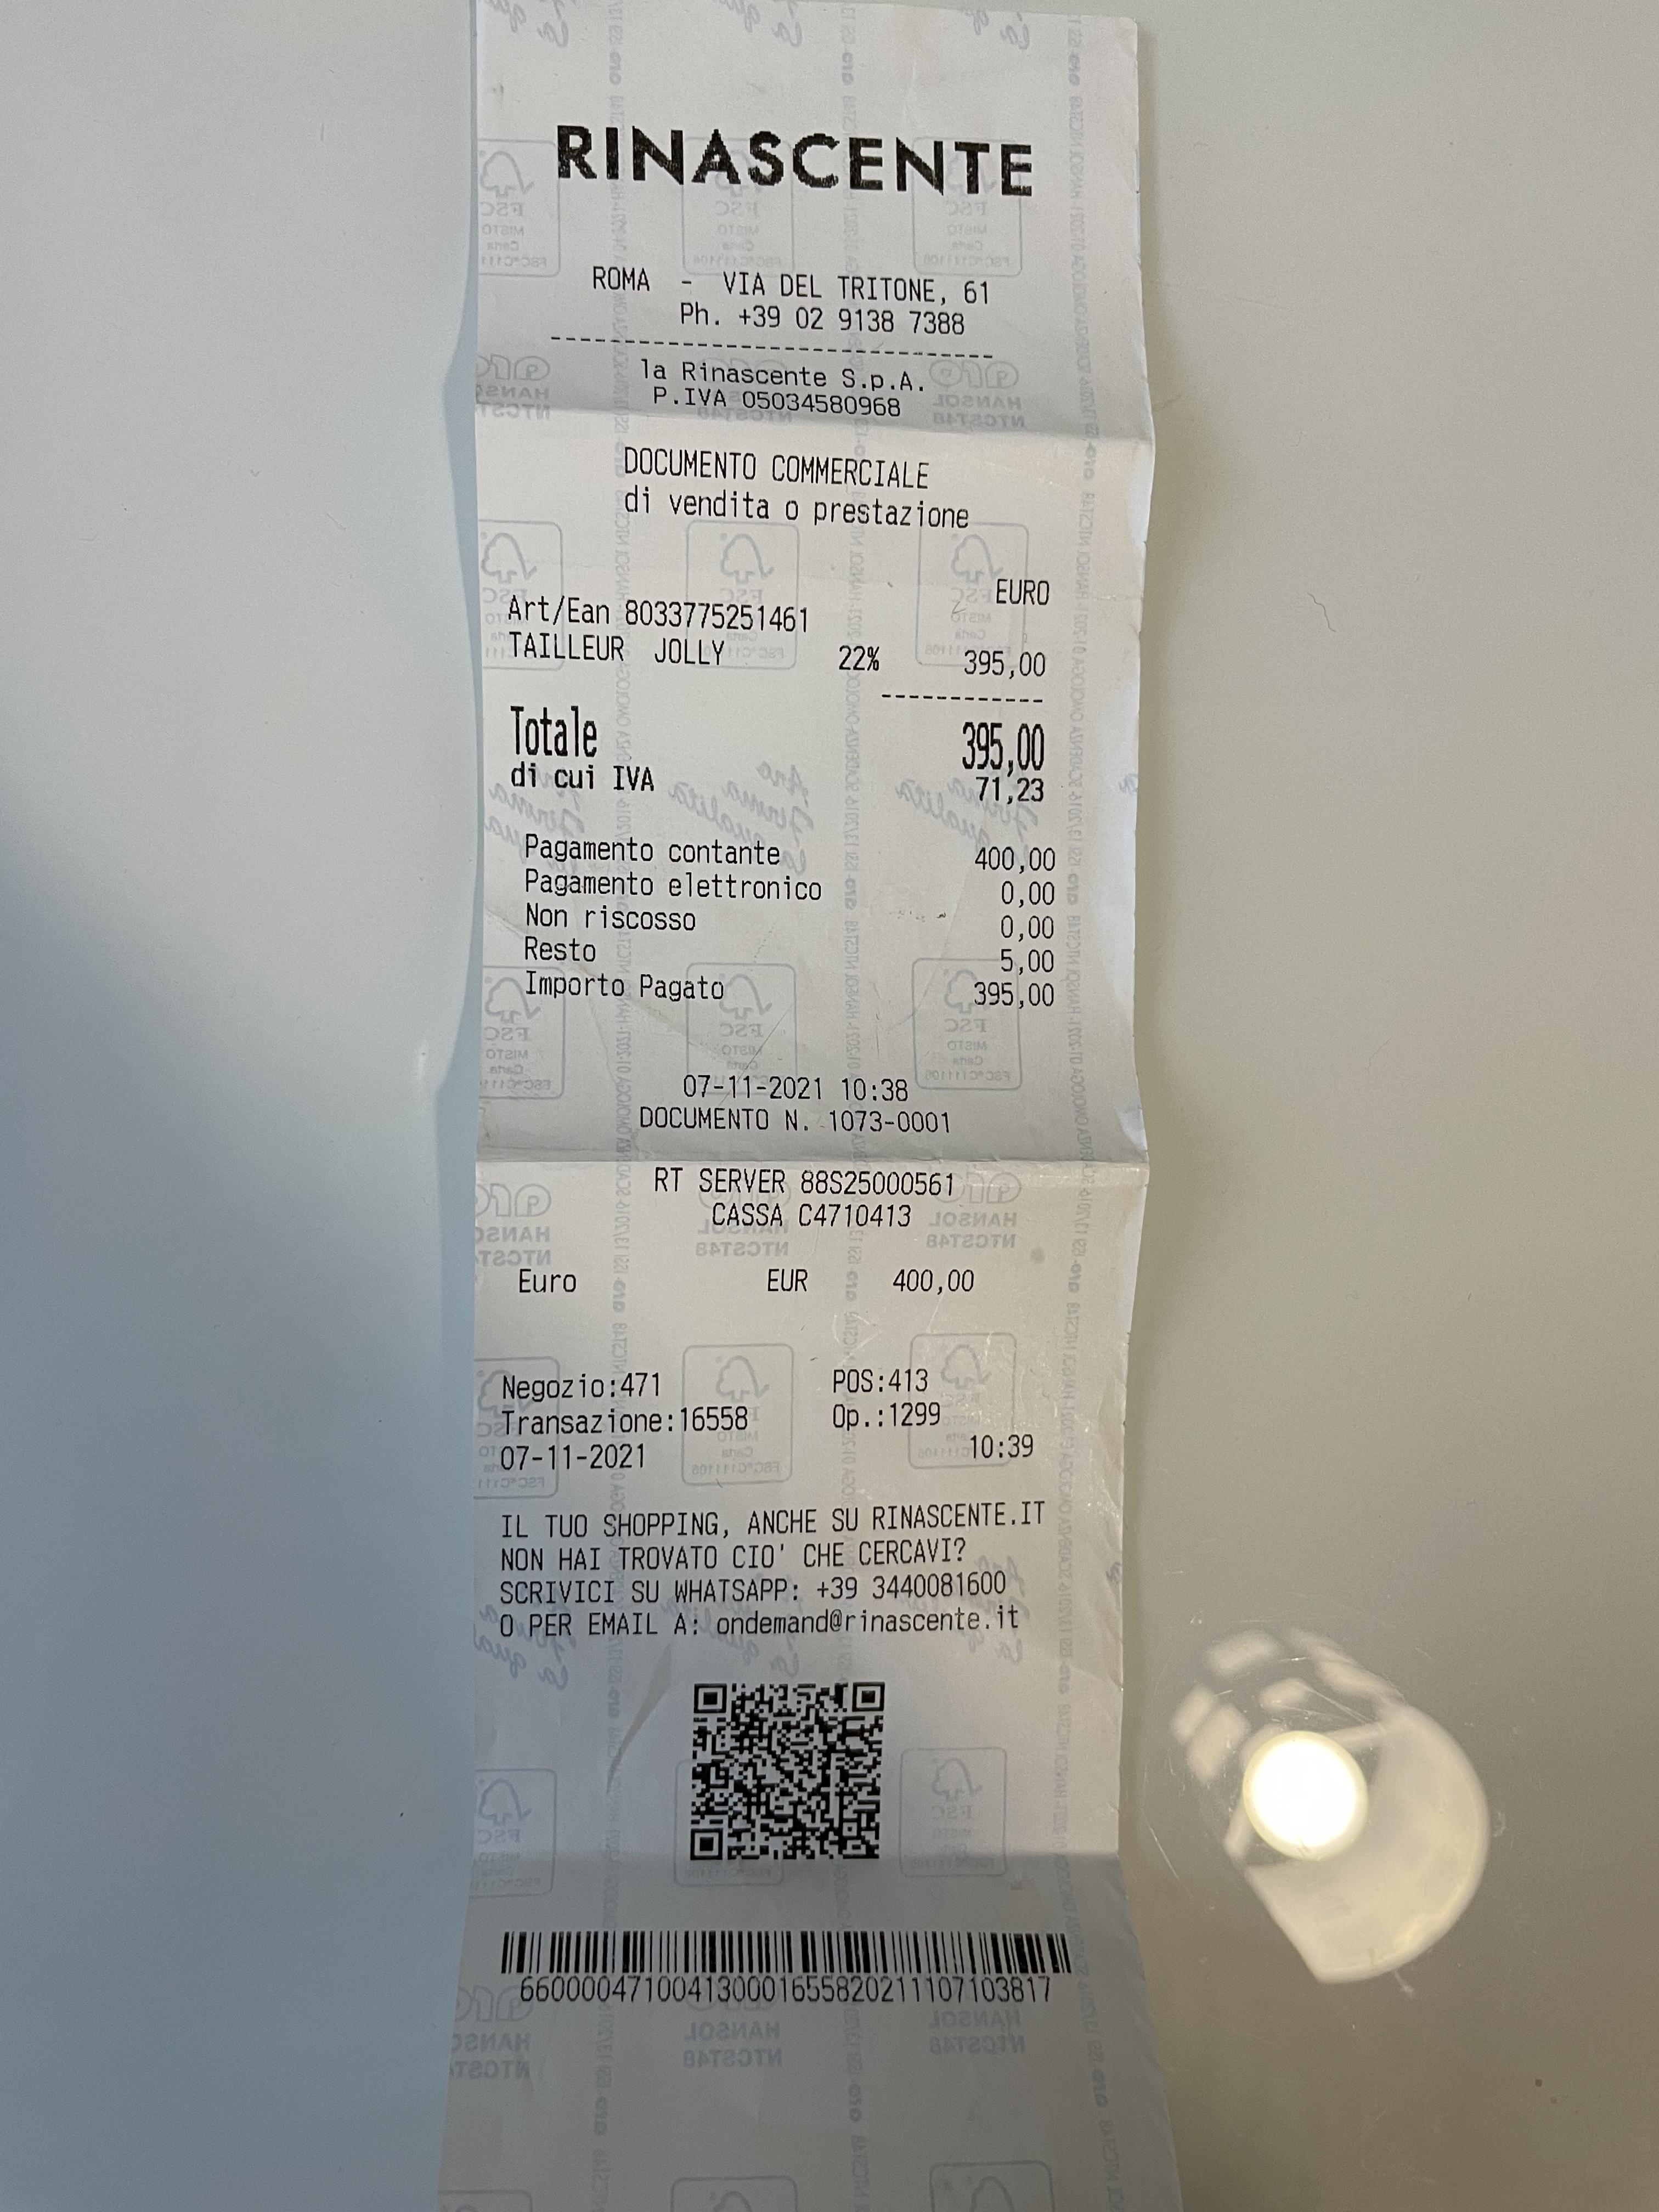 RINASCENTE
ROMA - VIA DEL TRITONE, 61
Ph. +39 02 9138 7388
la Rinascente S.p.A.
P.IVA 05034580968
DOCUMENTO COMMERCIALE
di vendita o prestazione
EURO
Art/Ean 8033775251461
TAILLEUR JOLLY 22% 395,00
Totale 395,00
di cui IVA 71,23
Pagamento contante 400,00
Pagamento elettronico 0,00
Non riscosso 0,00
Resto 5,00
Importo Pagato 395,00
07-11-2021 10:38
DOCUMENTO N. 1073-0001
RT SERVER 88S25000561
CASSA C4710413
Euro EUR 400,00
Negozio:471 POS:413
Transazione:16558 Op.:1299
07-11-2021 10:39
IL TUO SHOPPING, ANCHE SU RINASCENTE.IT
NON HAI TROVATO CIO' CHE CERCAVI?
SCRIVICI SU WHATSAPP: +39 3440081600
O PER EMAIL A: ondemand@rinascente.it
660000471004130001655820211107103817